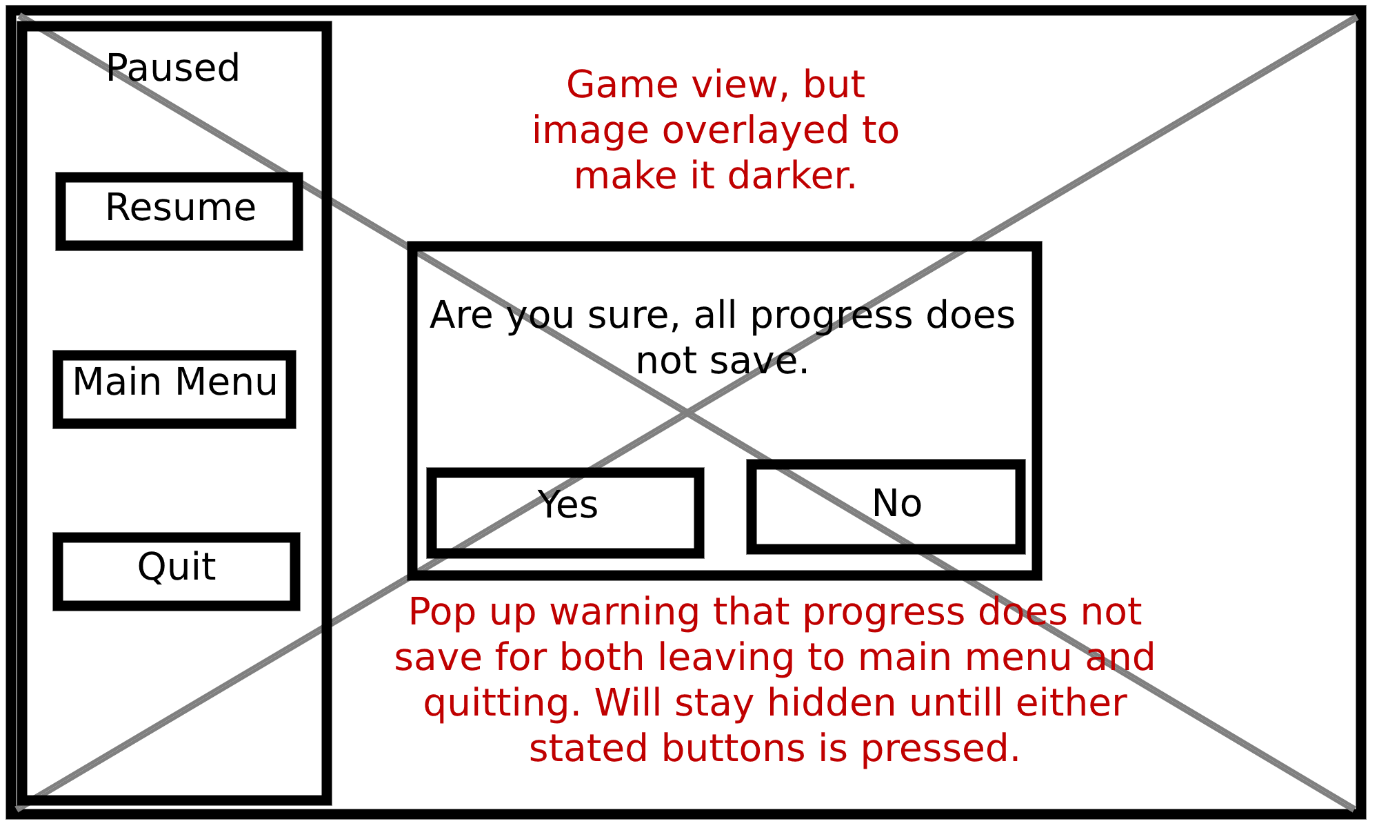 Paused
Resume
Main Menu
Quit
Game view, but
image overlayed to
make it darker.
Are you sure, all progress does
not save.
Yes
No
Pop up warning that progress does not
save for both leaving to main menu and
quitting. Will stay hidden untill either
stated buttons is pressed.